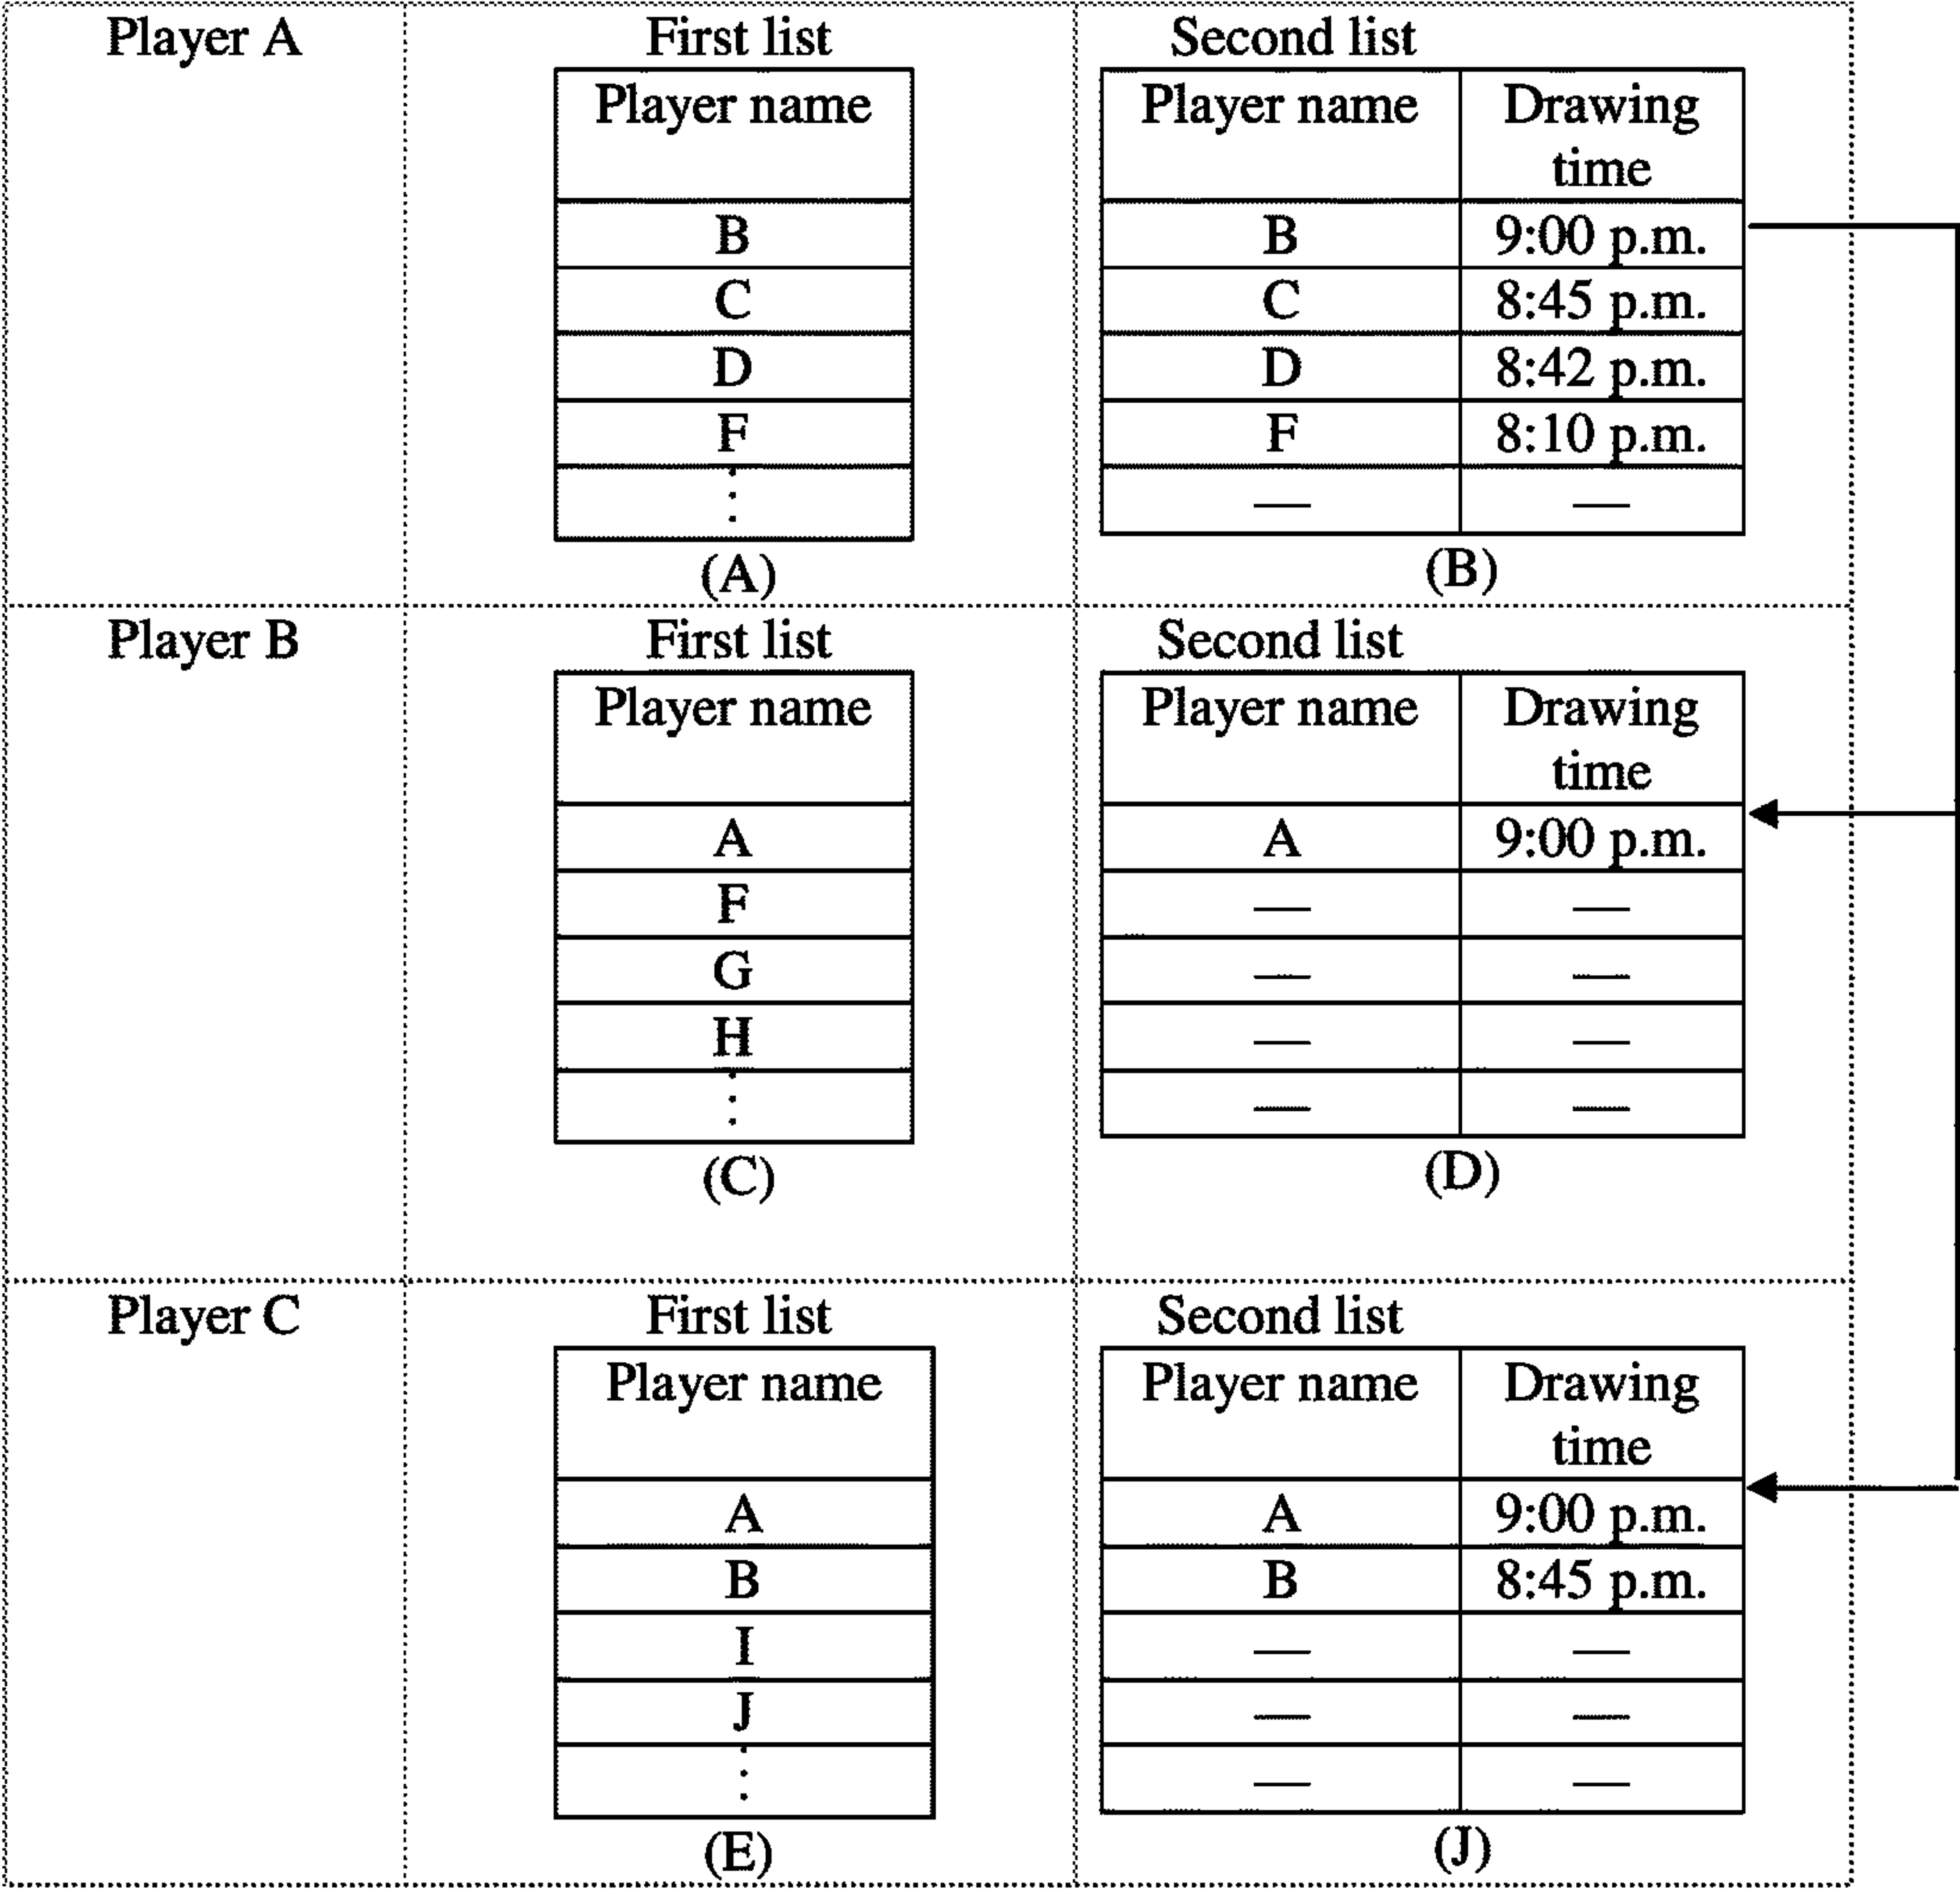 Player A
First list
Player name
B
C
D
F
⋮
(A)
Second list
Player name Drawing time
B 9:00 p.m.
C 8:45 p.m.
D 8:42 p.m.
F 8:10 p.m.
— —
(B)
Player B
First list
Player name
A
F
G
H
⋮
(C)
Second list
Player name Drawing time
A 9:00 p.m.
— —
— —
— —
— —
(D)
Player C
First list
Player name
A
B
I
J
⋮
(E)
Second list
Player name Drawing time
A 9:00 p.m.
B 8:45 p.m.
— —
— —
— —
(J)